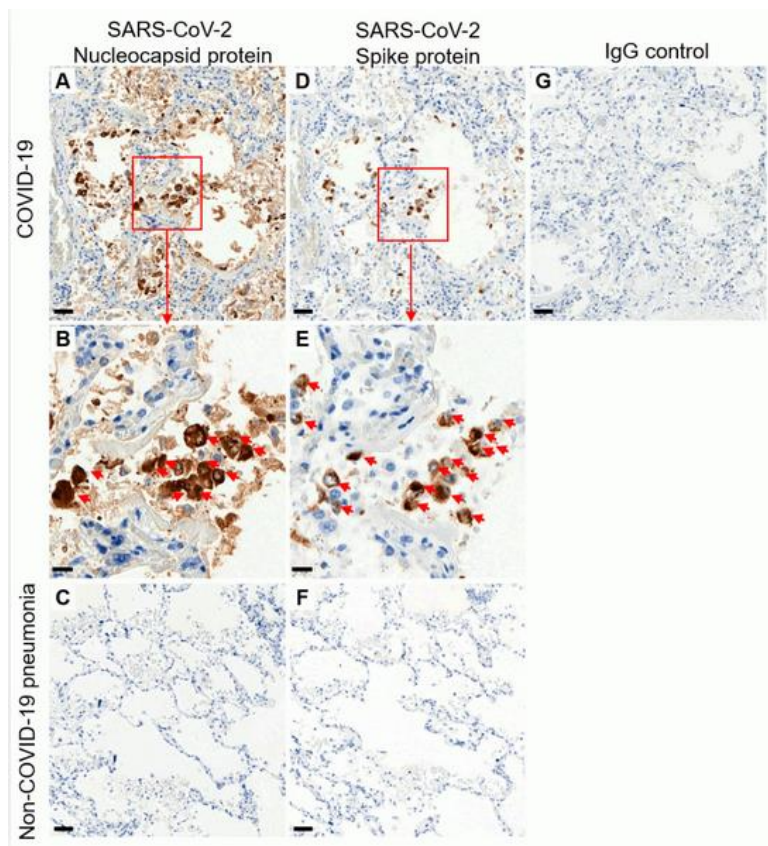 SARS-CoV-2
Nucleocapsid protein
SARS-CoV-2
Spike protein
IgG control
COVID-19
A
D
G
B
E
Non-COVID-19 pneumonia
C
F